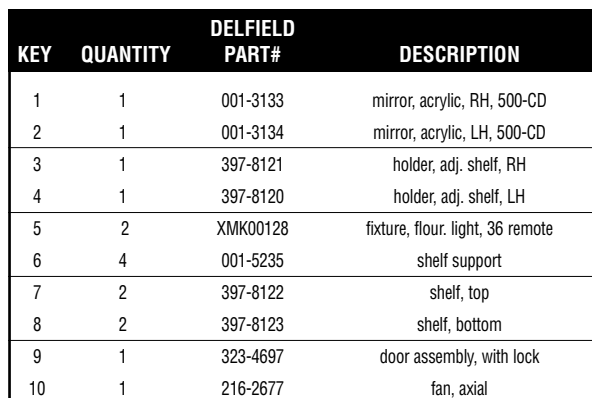 DELFIELD
KEY QUANTITY PART# DESCRIPTION
1 1 001-3133 mirror, acrylic, RH, 500-CD
2 1 001-3134 mirror, acrylic, LH, 500-CD
3 1 397-8121 holder, adj. shelf, RH
4 1 397-8120 holder, adj. shelf, LH
5 2 XMK00128 fixture, flour. light, 36 remote
6 4 001-5235 shelf support
7 2 397-8122 shelf, top
8 2 397-8123 shelf, bottom
9 1 323-4697 door assembly, with lock
10 1 216-2677 fan, axial